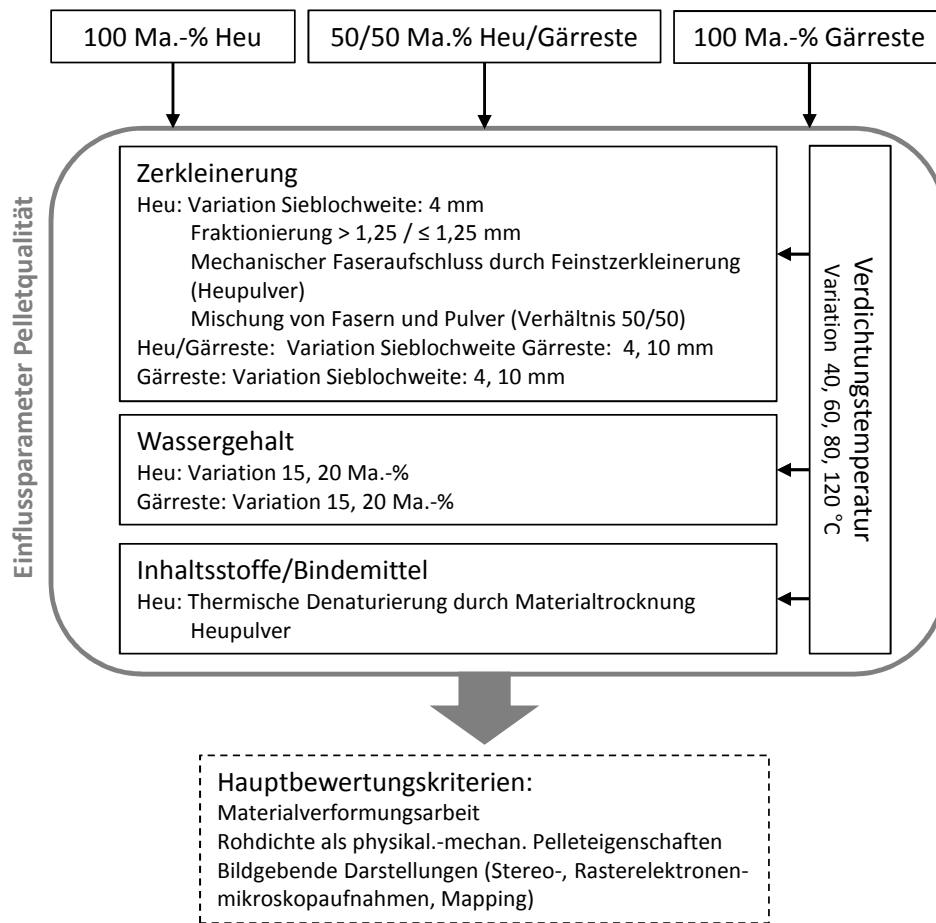 100 Ma.-% Heu
50/50 Ma.% Heu/Gärreste
100 Ma.-% Gärreste
Einflussparameter Pelletqualität
Zerkleinerung
Heu: Variation Sieblochweite: 4 mm
Fraktionierung > 1,25 / ≤ 1,25 mm
Mechanischer Faseraufschluss durch Feinstzerkleinerung
(Heupulver)
Mischung von Fasern und Pulver (Verhältnis 50/50)
Heu/Gärreste: Variation Sieblochweite Gärreste: 4, 10 mm
Gärreste: Variation Sieblochweite: 4, 10 mm
Wassergehalt
Heu: Variation 15, 20 Ma.-%
Gärreste: Variation 15, 20 Ma.-%
Inhaltsstoffe/Bindemittel
Heu: Thermische Denaturierung durch Materialtrocknung
Heupulver
Verdichtungstemperatur
Variation 40, 60, 80, 120 °C
Hauptbewertungskriterien:
Materialverformungsarbeit
Rohdichte als physikal.-mechan. Pelleteigenschaften
Bildgebende Darstellungen (Stereo-, Rasterelektronen-
mikroskopaufnahmen, Mapping)